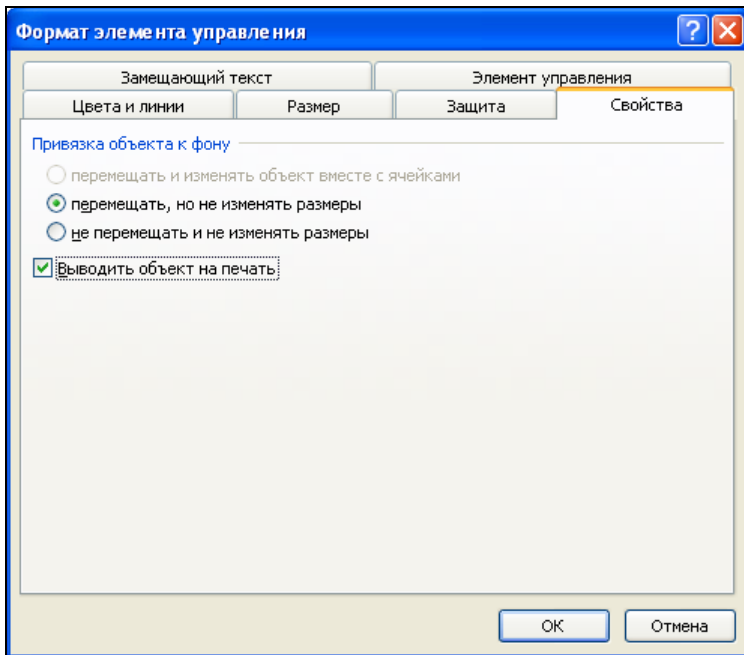 Формат элемента управления
Замещающий текст Элемент управления
Цвета и линии Размер Защита Свойства
Привязка объекта к фону
перемещать и изменять объект вместе с ячейками
перемещать, но не изменять размеры
не перемещать и не изменять размеры
Выводить объект на печать
ОК Отмена